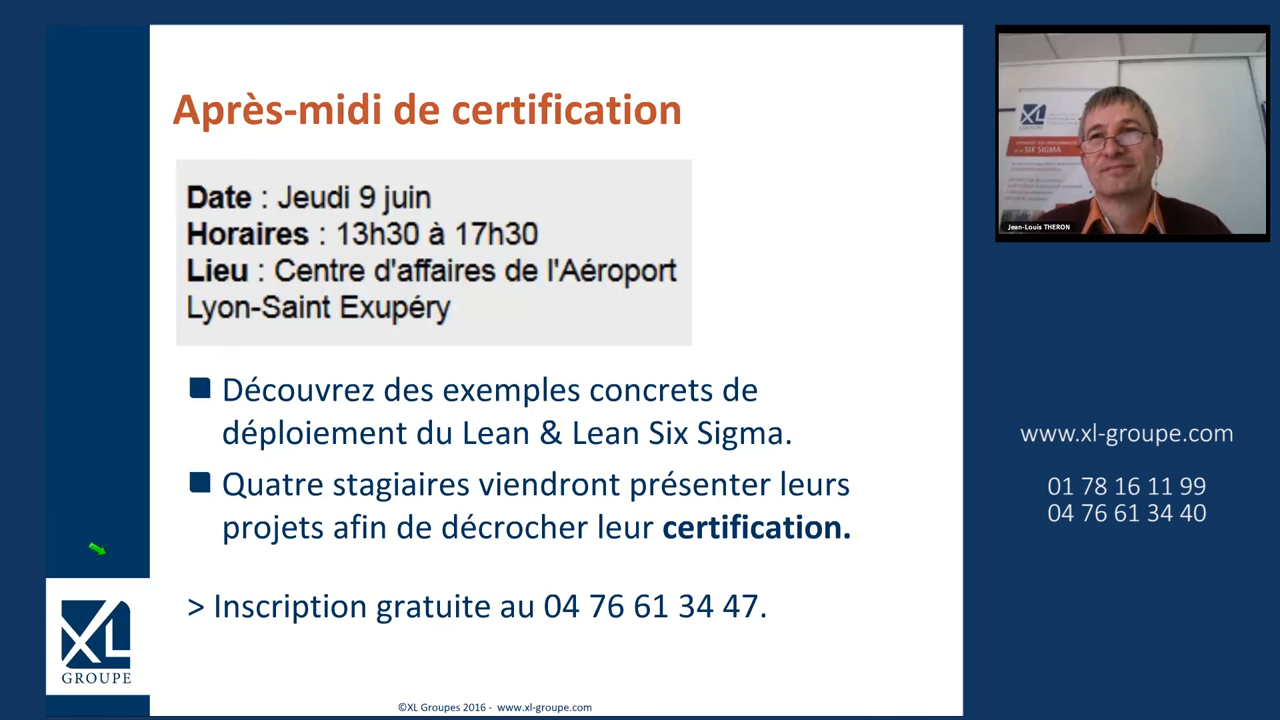 Après-midi de certification
Date : Jeudi 9 juin
Horaires : 13h30 à 17h30
Lieu : Centre d'affaires de l'Aéroport
Lyon-Saint Exupéry
Découvrez des exemples concrets de
déploiement du Lean & Lean Six Sigma.
Quatre stagiaires viendront présenter leurs
projets afin de décrocher leur certification.
> Inscription gratuite au 04 76 61 34 47.
XL
GROUPE
©XL Groupes 2016 - www.xl-groupe.com
XL
SIX SIGMA
Jean-Louis THERON
www.xl-groupe.com
01 78 16 11 99
04 76 61 34 40